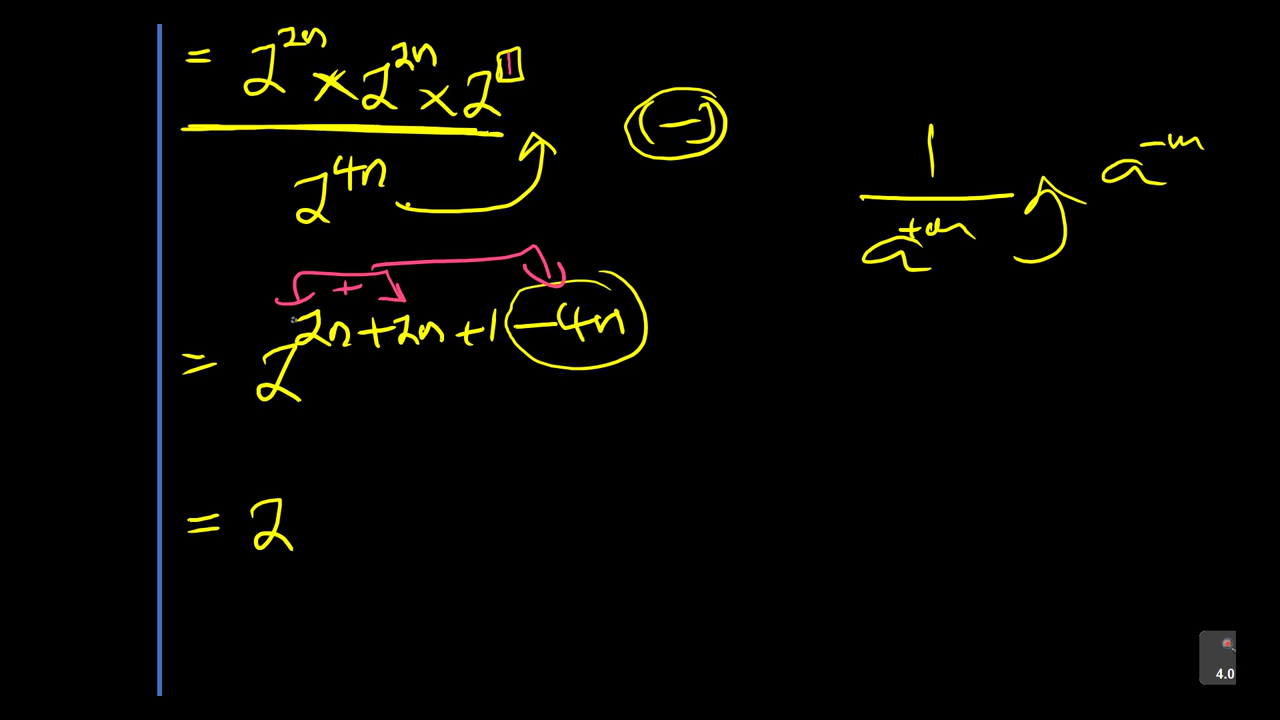 = 2^2n × 2^2n × 2^1
2^4n
(-)
1
a^+m
a^-m
+
= 2^2n+2n+1-4n
= 2
4.0